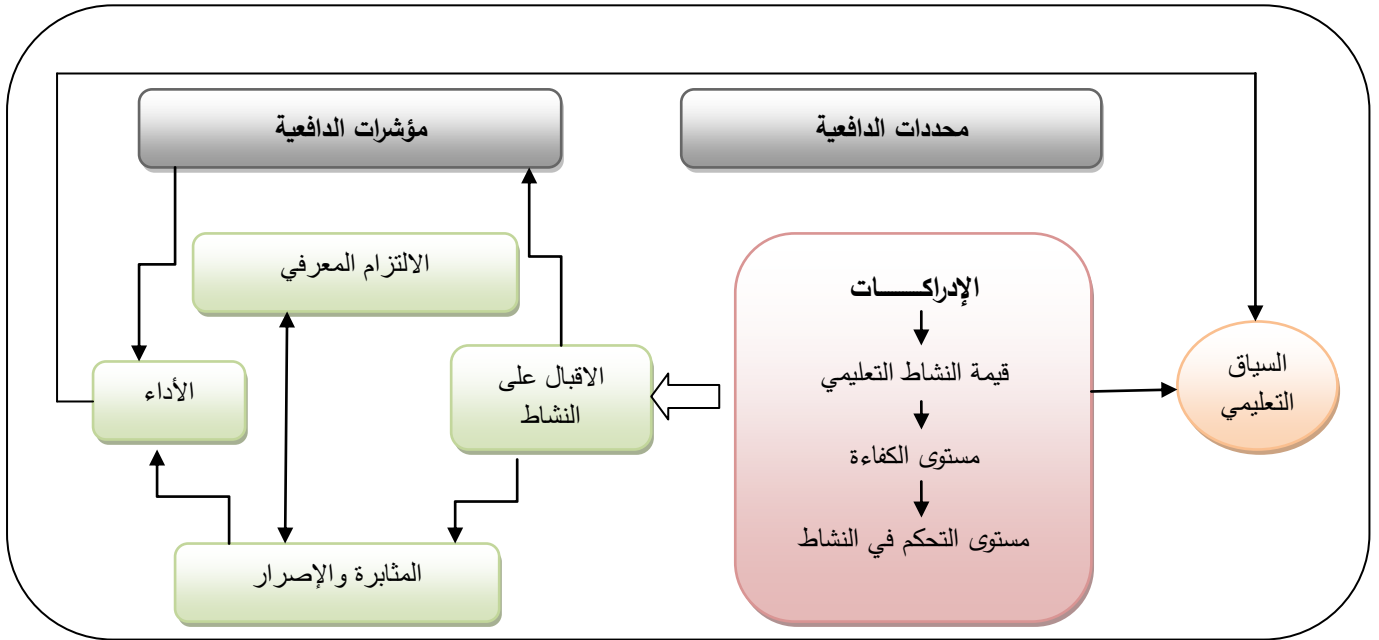 محددات الدافعية
مؤشرات الدافعية
السياق
التعليمي
الإدراكـــــــات
قيمة النشاط التعليمي
مستوى الكفاءة
مستوى التحكم في النشاط
الالتزام المعرفي
الاقبال على
النشاط
الأداء
المثابرة والإصرار